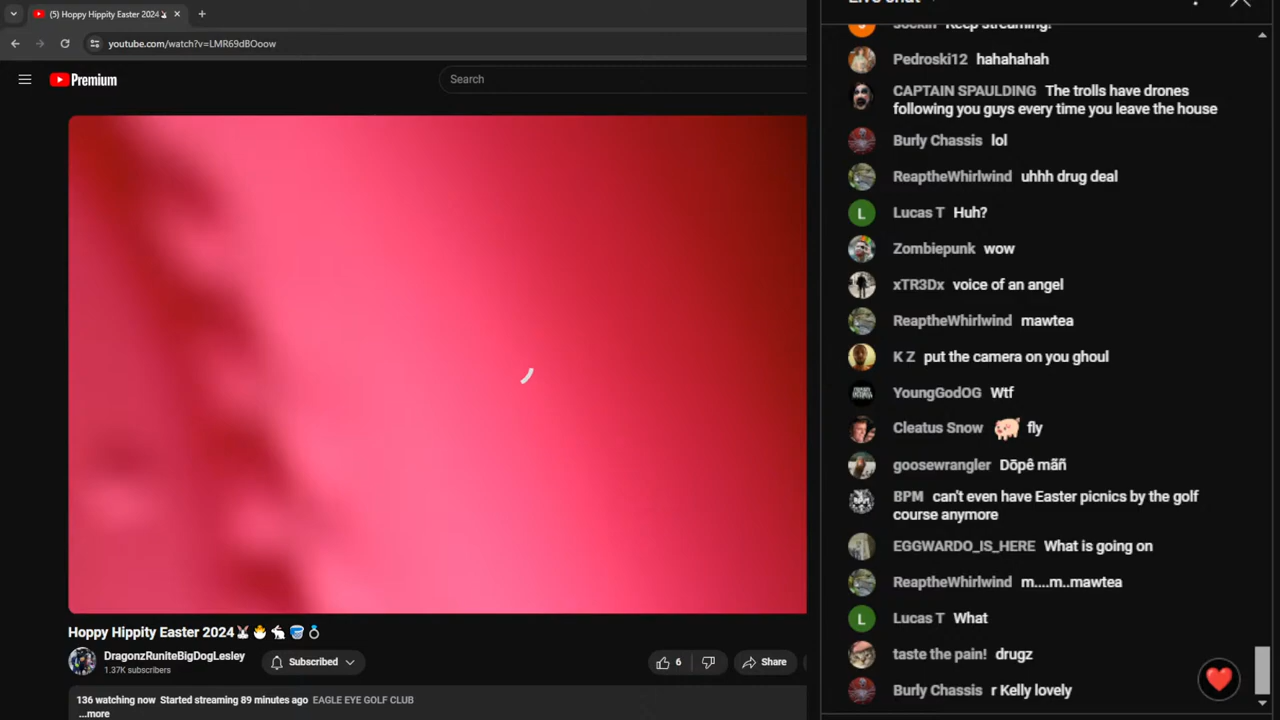 (5) Hoppy Hippity Easter 2024
youtube.com/watch?v=LMR69dBOoow
Premium
Search
Hoppy Hippity Easter 2024🐰🐣🐇🪣💍
DragonzRuniteBigDogLesley
1.37K subscribers
Subscribed
6
Share
136 watching now Started streaming 89 minutes ago EAGLE EYE GOLF CLUB
...more
Live chat
Keep streaming!
Pedroski12 hahahahah
CAPTAIN SPAULDING The trolls have drones
following you guys every time you leave the house
Burly Chassis lol
ReaptheWhirlwind uhhh drug deal
L Lucas T Huh?
Zombiepunk wow
xTR3Dx voice of an angel
ReaptheWhirlwind mawtea
K Z put the camera on you ghoul
YoungGodOG Wtf
Cleatus Snow 🐷 fly
goosewrangler Dōpê mãñ
BPM can't even have Easter picnics by the golf
course anymore
EGGWARDO_IS_HERE What is going on
ReaptheWhirlwind m....m..mawtea
L Lucas T What
taste the pain! drugz
Burly Chassis r Kelly lovely